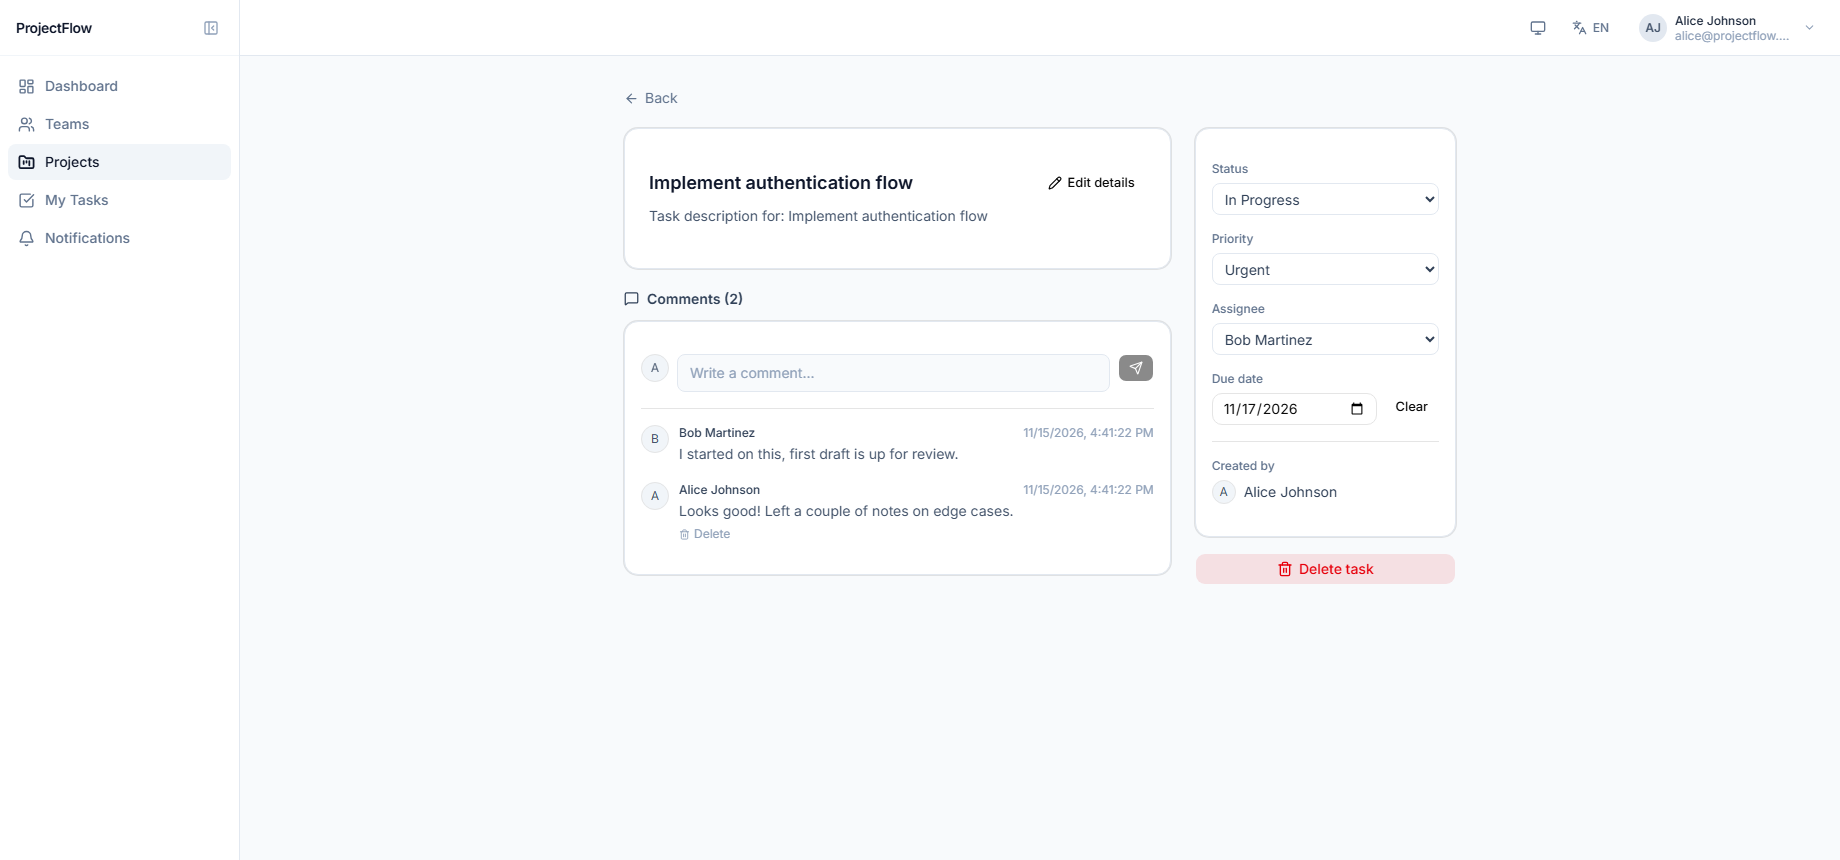 ProjectFlow
EN
AJ
Alice Johnson
alice@projectflow....
Dashboard
Teams
Projects
My Tasks
Notifications
Back
Implement authentication flow
Edit details
Task description for: Implement authentication flow
Comments (2)
A
Write a comment...
B
Bob Martinez
11/15/2026, 4:41:22 PM
I started on this, first draft is up for review.
A
Alice Johnson
11/15/2026, 4:41:22 PM
Looks good! Left a couple of notes on edge cases.
Delete
Status
In Progress
Priority
Urgent
Assignee
Bob Martinez
Due date
11/17/2026
Clear
Created by
A
Alice Johnson
Delete task